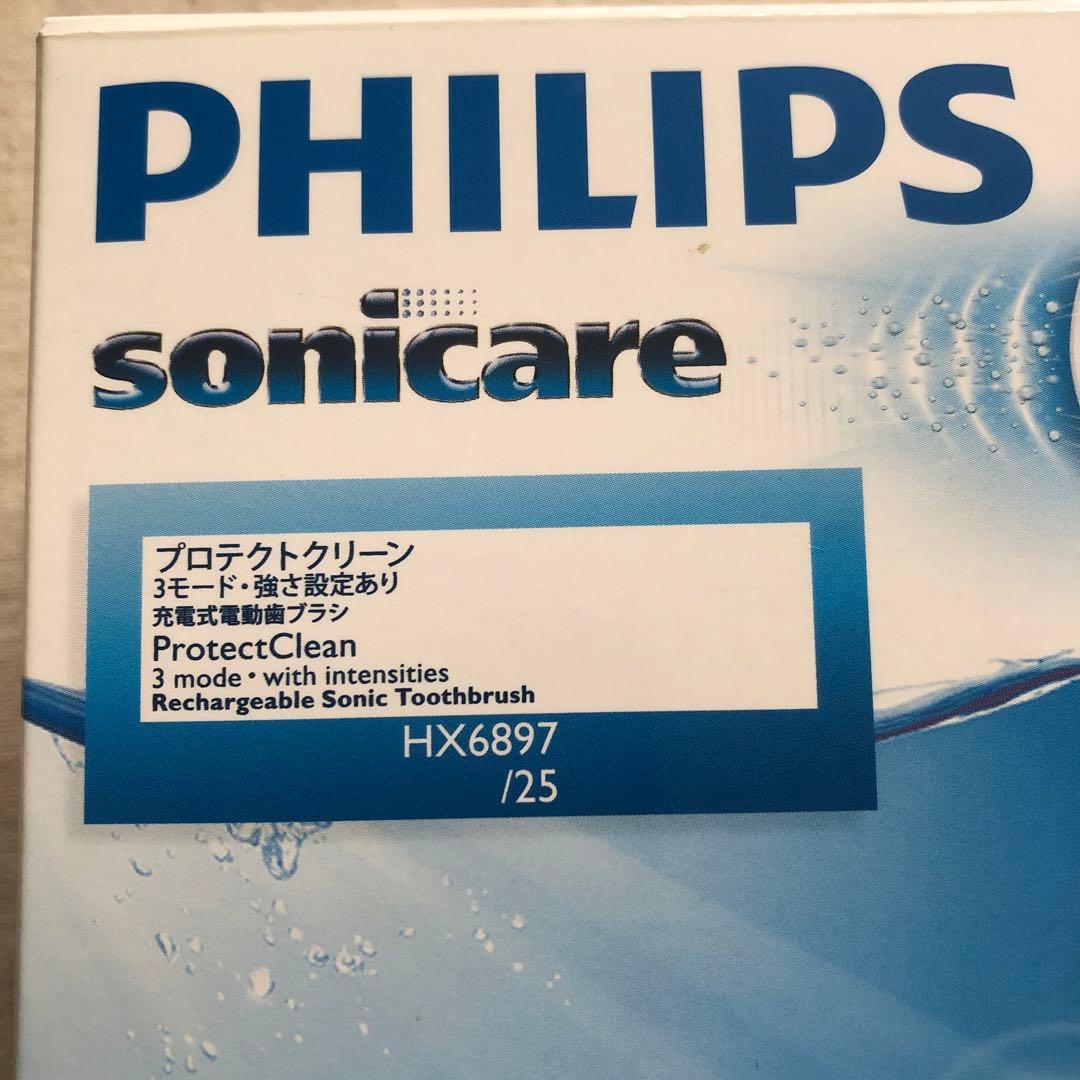 PHILIPS
sonicare
プロテクトクリーン
3モード・強さ設定あり
充電式電動歯ブラシ
ProtectClean
3 mode・with intensities
Rechargeable Sonic Toothbrush
HX6897
/25